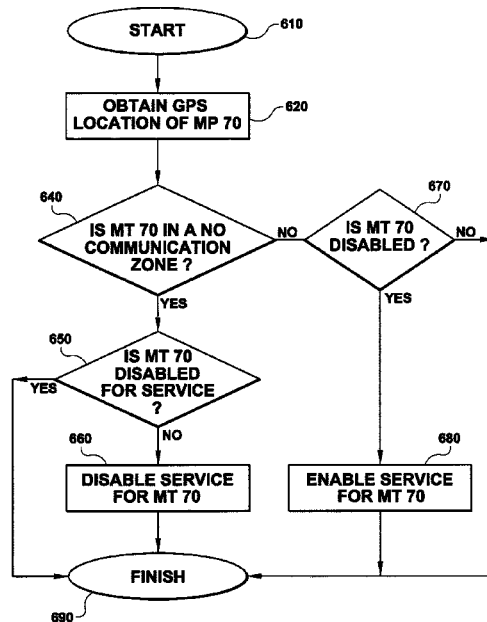 START
610
OBTAIN GPS
LOCATION OF MP 70
620
640
IS MT 70 IN A NO
COMMUNICATION
ZONE ?
NO
670
IS MT 70
DISABLED ?
NO
YES
YES
650
IS MT 70
DISABLED
FOR SERVICE
?
YES
NO
660
DISABLE SERVICE
FOR MT 70
680
ENABLE SERVICE
FOR MT 70
FINISH
690